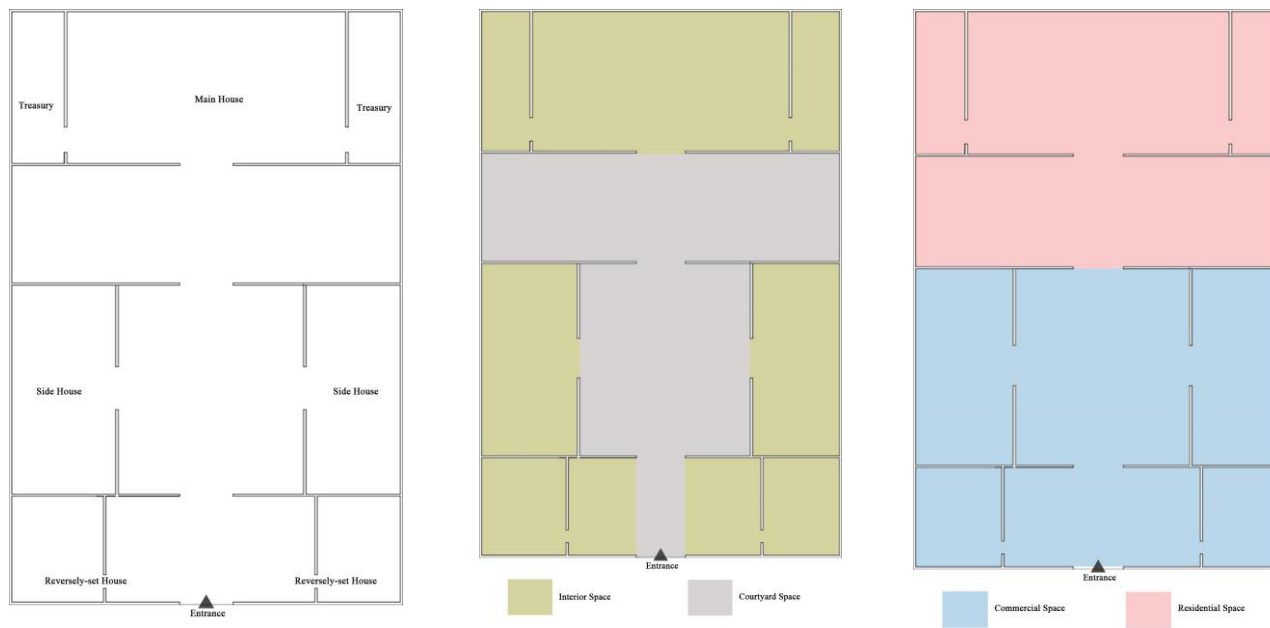 Treasury
Main House
Treasury
Side House
Side House
Reversely-set House
Reversely-set House
Entrance
Entrance
Interior Space
Courtyard Space
Entrance
Commercial Space
Residential Space